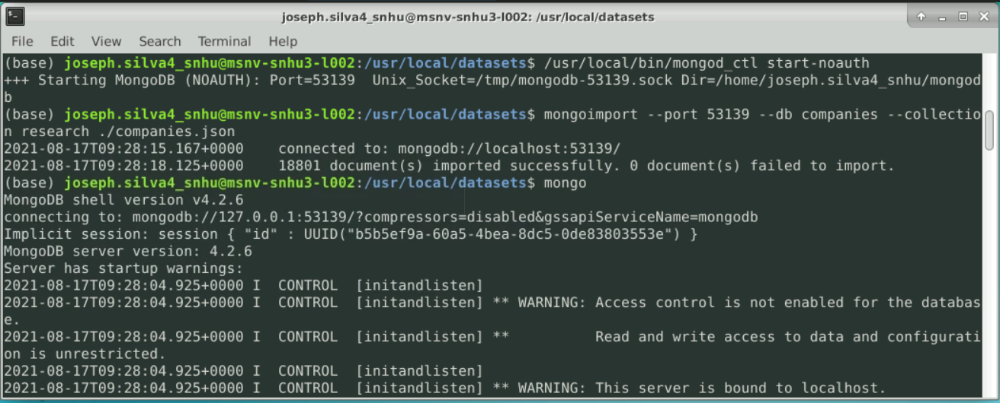 joseph.silva4_snhu@msnv-snhu3-l002: /usr/local/datasets
File Edit View Search Terminal Help
(base) joseph.silva4_snhu@msnv-snhu3-l002:/usr/local/datasets$ /usr/local/bin/mongod_ctl start-noauth
+++ Starting MongoDB (NOAUTH): Port=53139  Unix_Socket=/tmp/mongodb-53139.sock Dir=/home/joseph.silva4_snhu/mongod
b
(base) joseph.silva4_snhu@msnv-snhu3-l002:/usr/local/datasets$ mongoimport --port 53139 --db companies --collectio
n research ./companies.json
2021-08-17T09:28:15.167+0000    connected to: mongodb://localhost:53139/
2021-08-17T09:28:18.125+0000    18801 document(s) imported successfully. 0 document(s) failed to import.
(base) joseph.silva4_snhu@msnv-snhu3-l002:/usr/local/datasets$ mongo
MongoDB shell version v4.2.6
connecting to: mongodb://127.0.0.1:53139/?compressors=disabled&gssapiServiceName=mongodb
Implicit session: session { "id" : UUID("b5b5ef9a-60a5-4bea-8dc5-0de83803553e") }
MongoDB server version: 4.2.6
Server has startup warnings:
2021-08-17T09:28:04.925+0000 I  CONTROL  [initandlisten]
2021-08-17T09:28:04.925+0000 I  CONTROL  [initandlisten] ** WARNING: Access control is not enabled for the databas
e.
2021-08-17T09:28:04.925+0000 I  CONTROL  [initandlisten] **          Read and write access to data and configurati
on is unrestricted.
2021-08-17T09:28:04.925+0000 I  CONTROL  [initandlisten]
2021-08-17T09:28:04.925+0000 I  CONTROL  [initandlisten] ** WARNING: This server is bound to localhost.